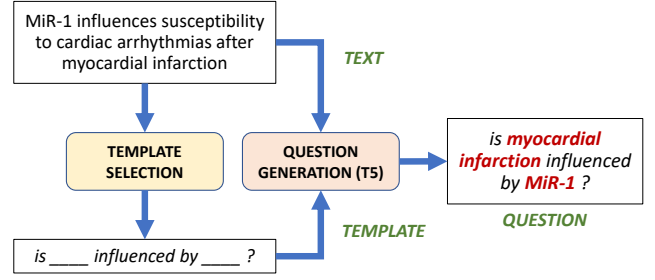 MiR-1 influences susceptibility
to cardiac arrhythmias after
myocardial infarction
TEXT
TEMPLATE
SELECTION
QUESTION
GENERATION (T5)
is myocardial
infarction influenced
by MiR-1 ?
QUESTION
TEMPLATE
is ____ influenced by ____ ?